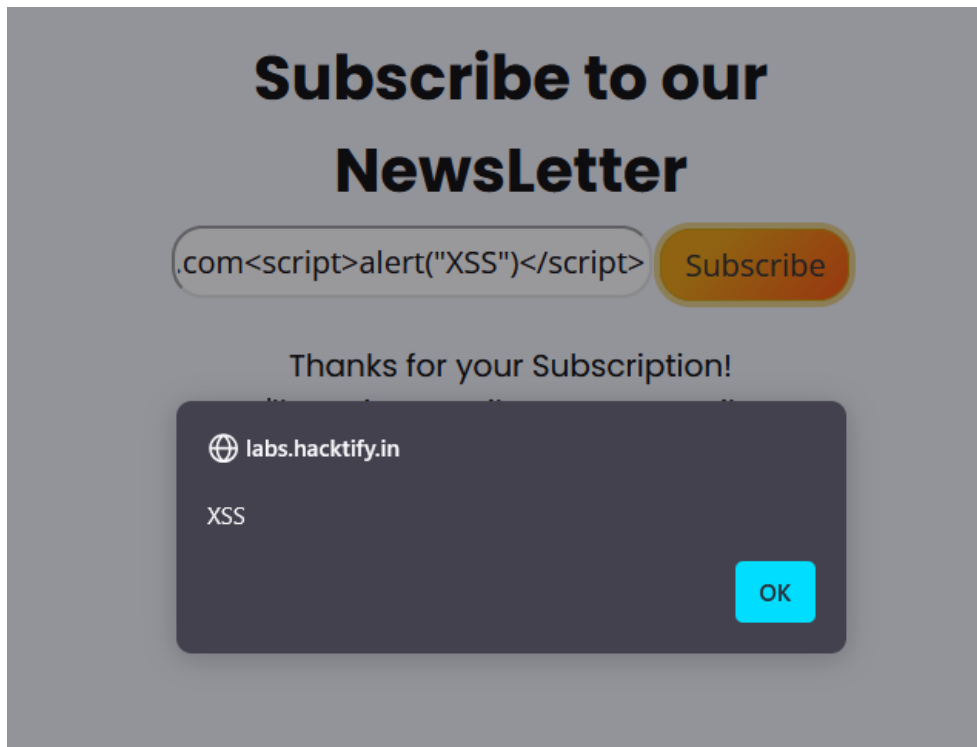 Subscribe to our
NewsLetter
.com<script>alert("XSS")</script>
Subscribe
Thanks for your Subscription!
labs.hacktify.in
XSS
OK